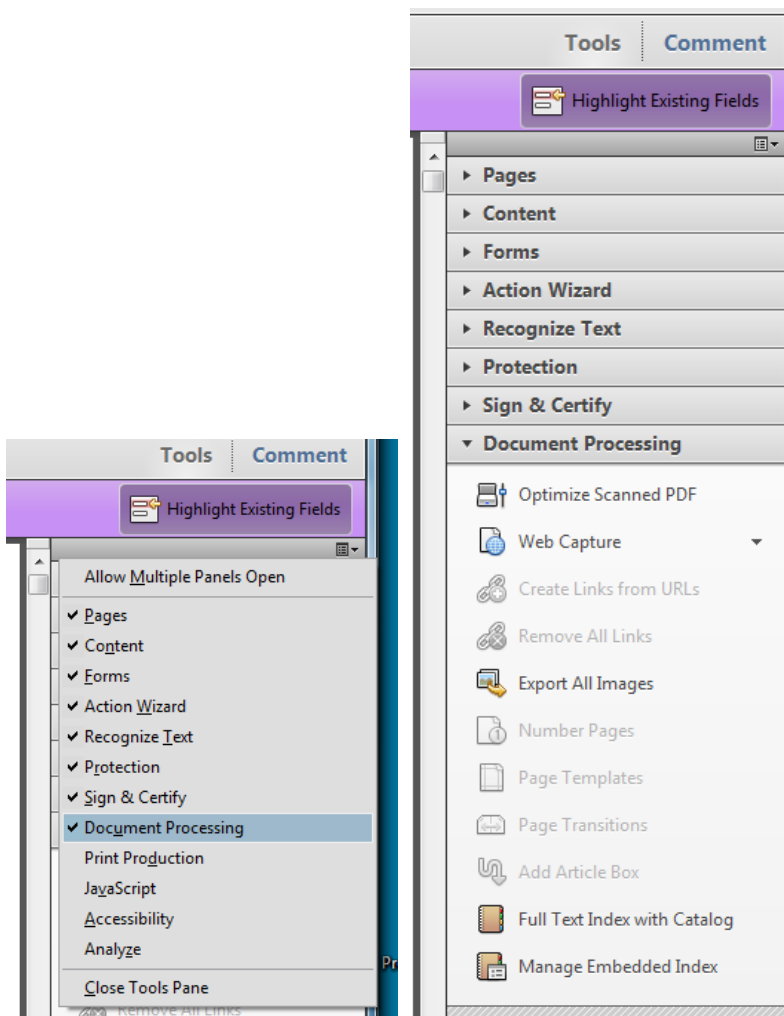 Tools Comment
Highlight Existing Fields
Allow Multiple Panels Open
Pages
Content
Forms
Action Wizard
Recognize Text
Protection
Sign & Certify
Document Processing
Print Production
JavaScript
Accessibility
Analyze
Close Tools Pane
Remove All Links
Pr
Tools Comment
Highlight Existing Fields
Pages
Content
Forms
Action Wizard
Recognize Text
Protection
Sign & Certify
Document Processing
Optimize Scanned PDF
Web Capture
Create Links from URLs
Remove All Links
Export All Images
Number Pages
Page Templates
Page Transitions
Add Article Box
Full Text Index with Catalog
Manage Embedded Index